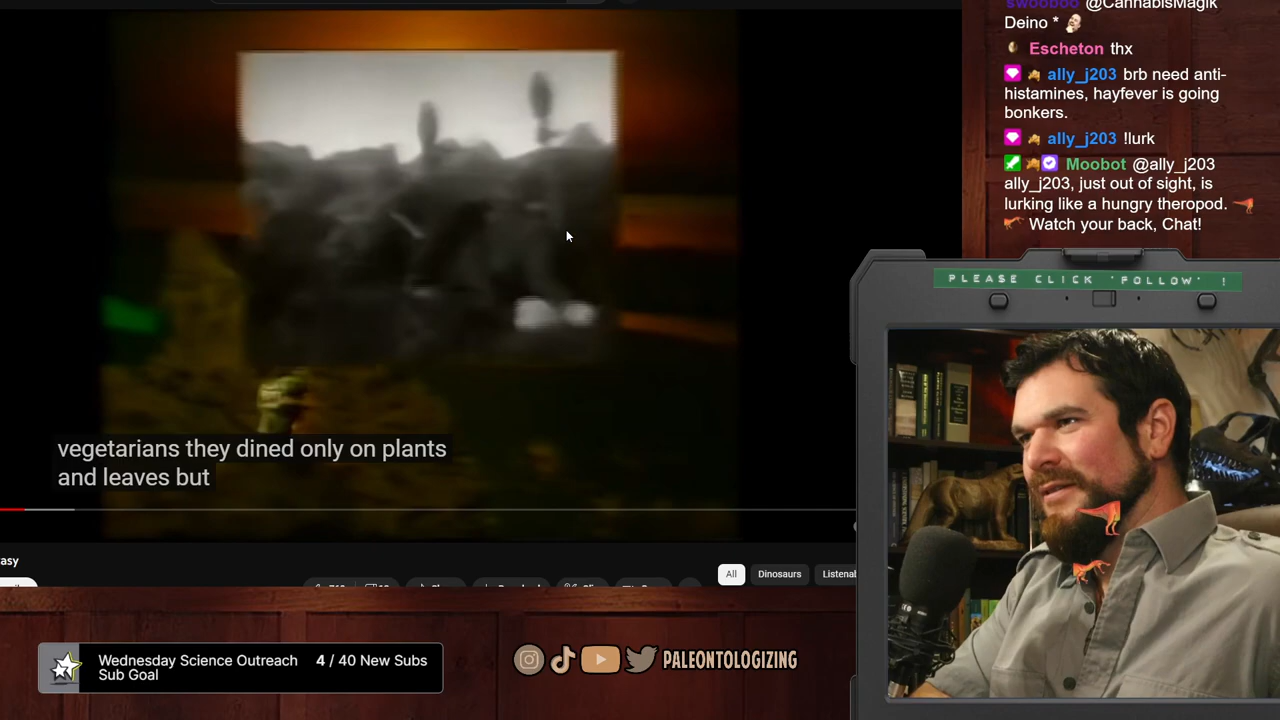 swooboo @CannabisMagik
Deino *
Escheton thx
ally_j203 brb need anti-
histamines, hayfever is going
bonkers.
ally_j203 !lurk
Moobot @ally_j203
ally_j203, just out of sight, is
lurking like a hungry theropod.
Watch your back, Chat!
PLEASE CLICK 'FOLLOW' !
vegetarians they dined only on plants
and leaves but
asy
All Dinosaurs Listenal
Wednesday Science Outreach 4 / 40 New Subs
Sub Goal
PALEONTOLOGIZING